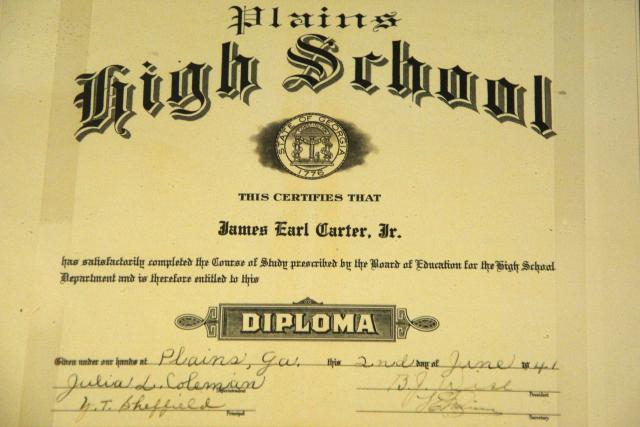 Plains
High School
STATE OF GEORGIA
1776
THIS CERTIFIES THAT
James Earl Carter, Jr.
has satisfactorily completed the Course of Study prescribed by the Board of Education for the High School
Department and is therefore entitled to this
DIPLOMA
Given under our hands at Plains, Ga. this 2nd day of June 1941
Julia L. Coleman
Superintendent
President
Y.T. Sheffield
Principal
Secretary